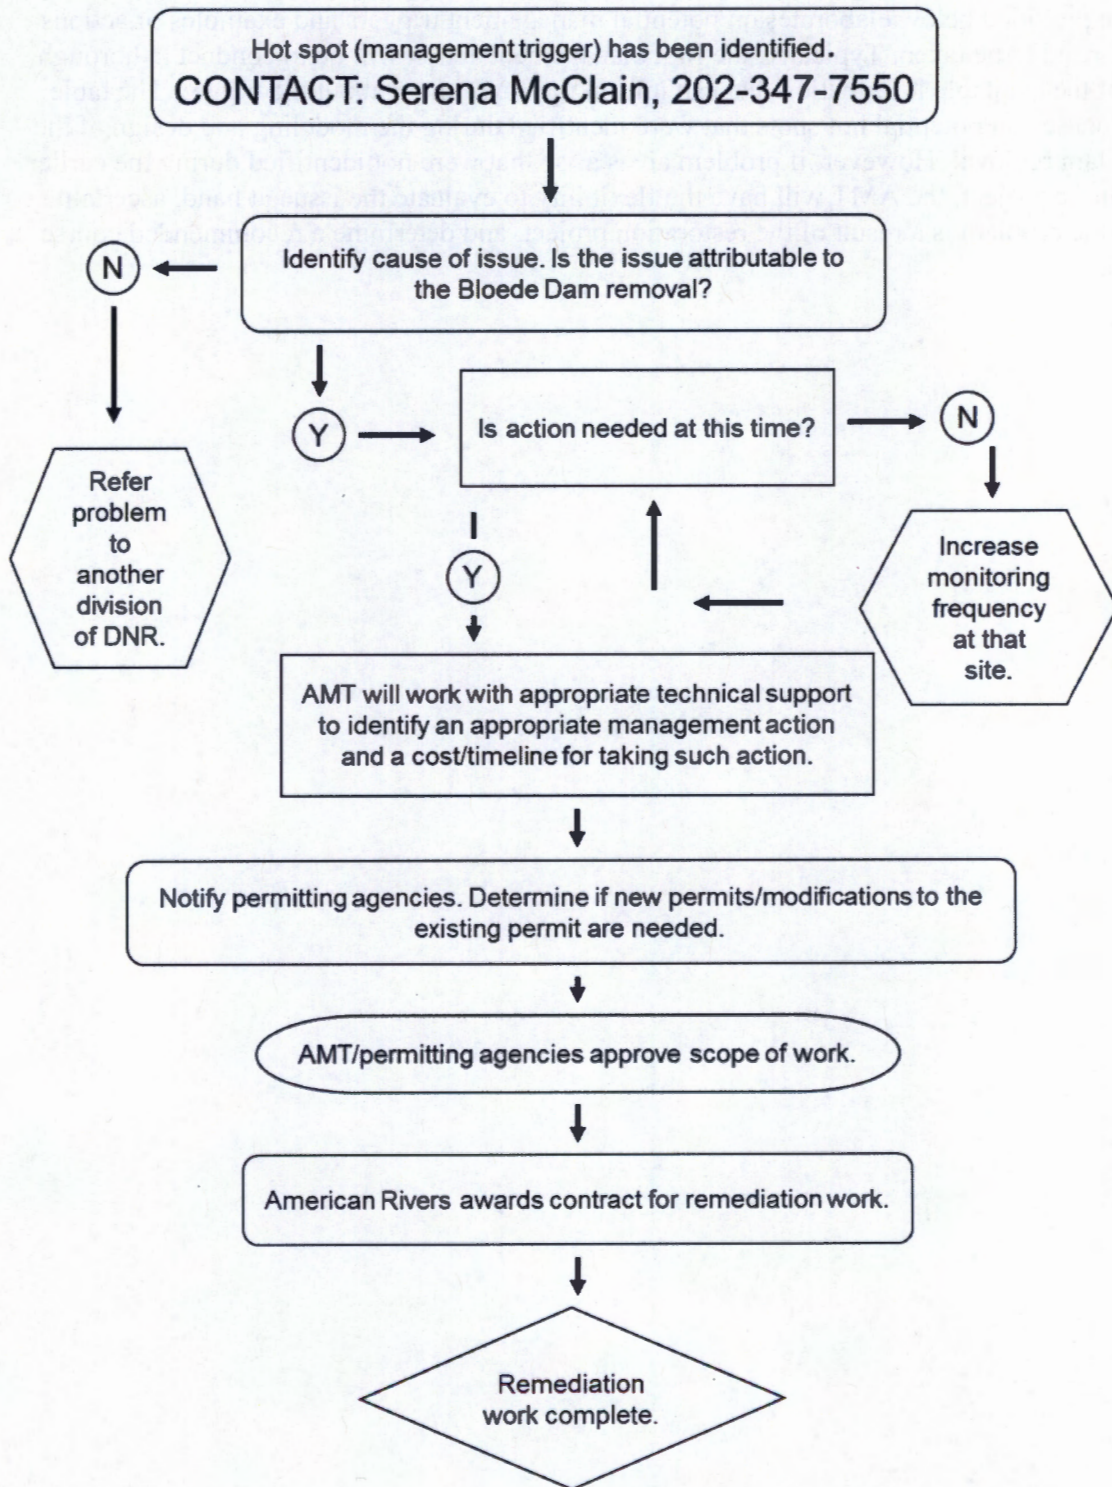 Hot spot (management trigger) has been identified.
CONTACT: Serena McClain, 202-347-7550
Identify cause of issue. Is the issue attributable to
the Bloede Dam removal?
N
Y
Is action needed at this time?
N
Refer
problem
to
another
division
of DNR.
Y
Increase
monitoring
frequency
at that
site.
AMT will work with appropriate technical support
to identify an appropriate management action
and a cost/timeline for taking such action.
Notify permitting agencies. Determine if new permits/modifications to the
existing permit are needed.
AMT/permitting agencies approve scope of work.
American Rivers awards contract for remediation work.
Remediation
work complete.